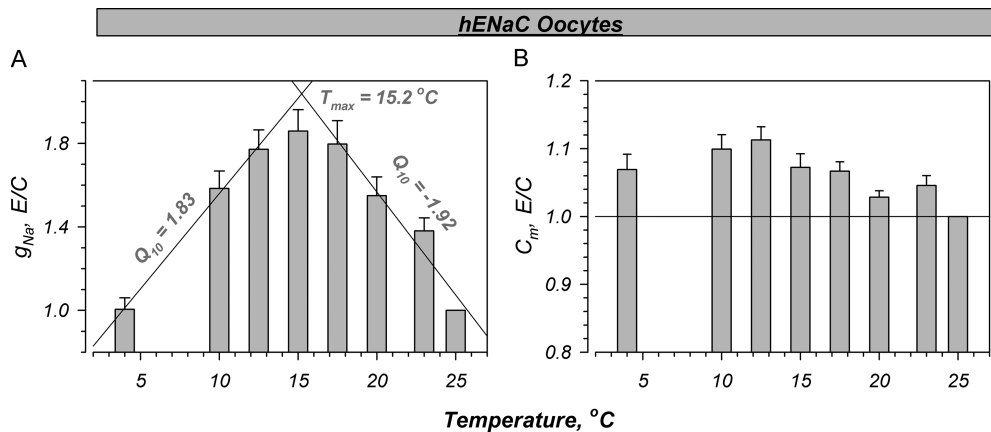 hENaC Oocytes
A
g_Na, E/C
1.8
1.4
1.0
T_max = 15.2 °C
Q_10 = 1.83
Q_10 = -1.92
5 10 15 20 25
B
C_m, E/C
1.2
1.1
1.0
0.9
0.8
5 10 15 20 25
Temperature, °C